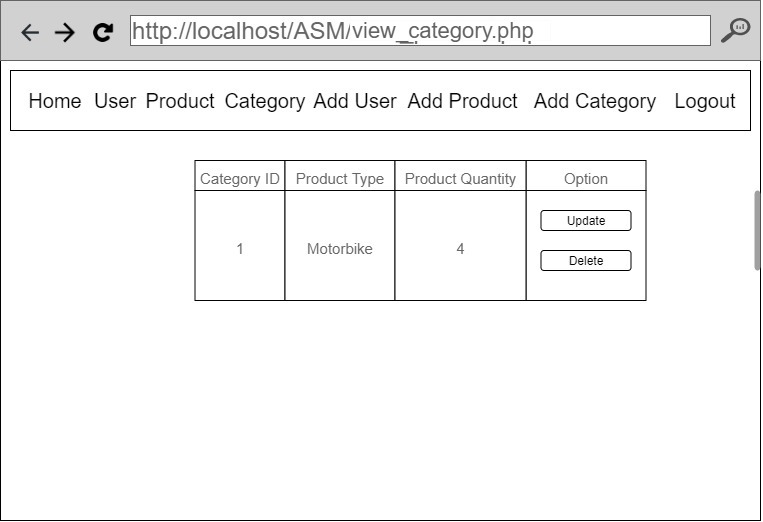 http://localhost/ASM/view_category.php
Home User Product Category Add User Add Product Add Category Logout
Category ID Product Type Product Quantity Option
1 Motorbike 4
Update
Delete